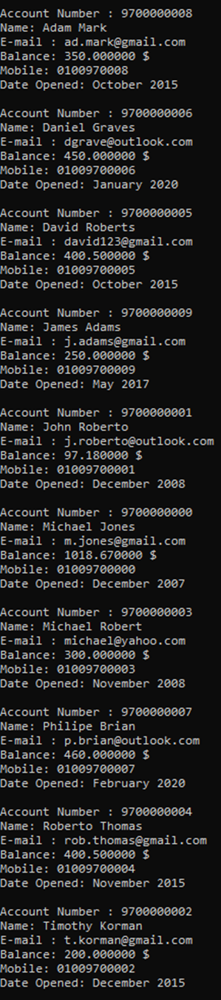 Account Number : 9700000008
Name: Adam Mark
E-mail : ad.mark@gmail.com
Balance: 350.000000 $
Mobile: 0100970008
Date Opened: October 2015
Account Number : 9700000006
Name: Daniel Graves
E-mail : dgrave@outlook.com
Balance: 450.000000 $
Mobile: 01009700006
Date Opened: January 2020
Account Number : 9700000005
Name: David Roberts
E-mail : david123@gmail.com
Balance: 400.500000 $
Mobile: 01009700005
Date Opened: October 2015
Account Number : 9700000009
Name: James Adams
E-mail : j.adams@gmail.com
Balance: 250.000000 $
Mobile: 01009700009
Date Opened: May 2017
Account Number : 9700000001
Name: John Roberto
E-mail : j.roberto@outlook.com
Balance: 97.180000 $
Mobile: 01009700001
Date Opened: December 2008
Account Number : 9700000000
Name: Michael Jones
E-mail : m.jones@gmail.com
Balance: 1018.670000 $
Mobile: 01009700000
Date Opened: December 2007
Account Number : 9700000003
Name: Michael Robert
E-mail : michael@yahoo.com
Balance: 300.000000 $
Mobile: 01009700003
Date Opened: November 2008
Account Number : 9700000007
Name: Philipe Brian
E-mail : p.brian@outlook.com
Balance: 460.000000 $
Mobile: 01009700007
Date Opened: February 2020
Account Number : 9700000004
Name: Roberto Thomas
E-mail : rob.thomas@gmail.com
Balance: 400.500000 $
Mobile: 01009700004
Date Opened: November 2015
Account Number : 9700000002
Name: Timothy Korman
E-mail : t.korman@gmail.com
Balance: 200.000000 $
Mobile: 01009700002
Date Opened: December 2015